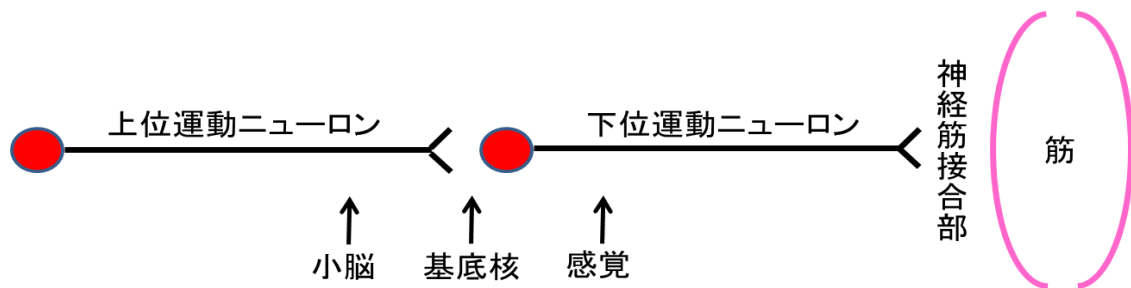 上位運動ニューロン
下位運動ニューロン
神経筋接合部
筋
小脳
基底核
感覚